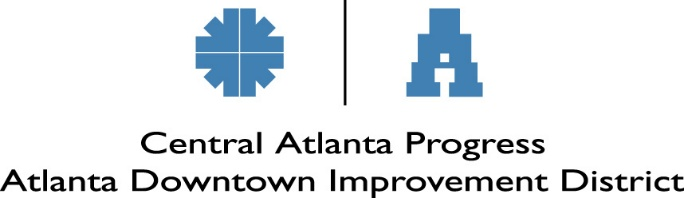 Central Atlanta Progress
Atlanta Downtown Improvement District